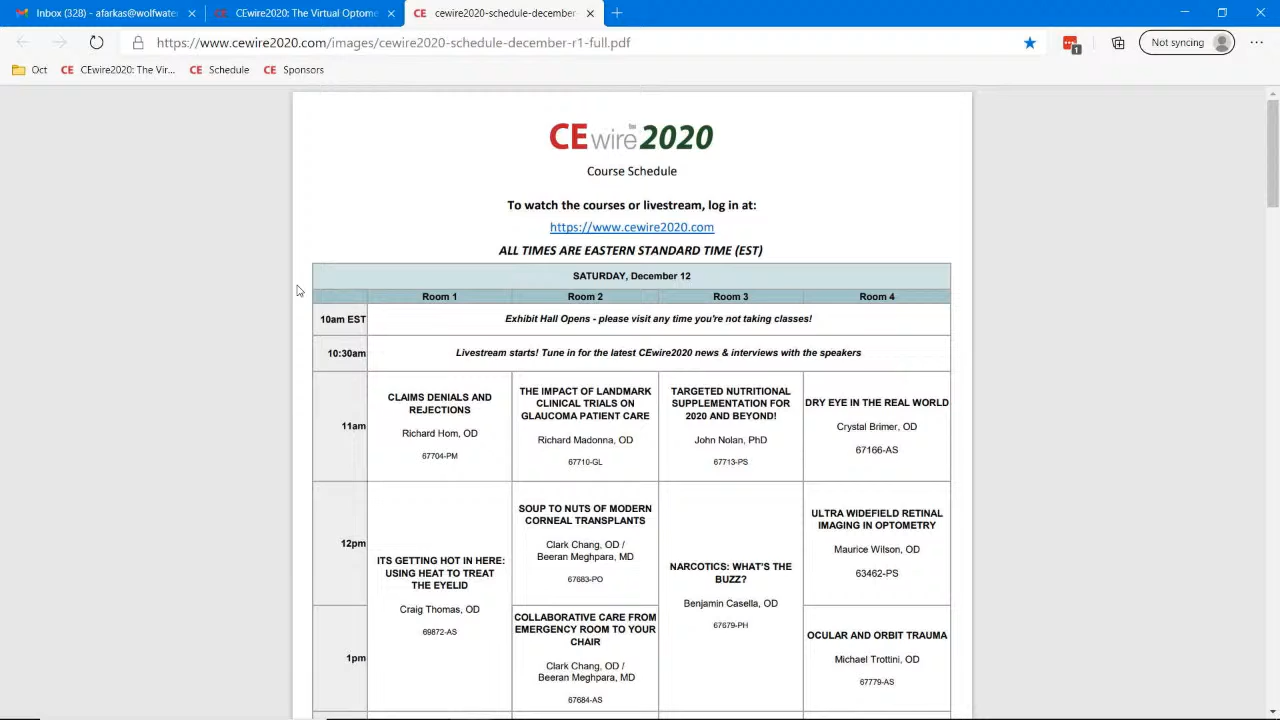 Inbox (323) - afarkas@wolfwater
CEwire2020: The Virtual Optome
cewire2020-schedule-december
https://www.cewire2020.com/images/cewire2020-schedule-december-r1-full.pdf
1
Not syncing
Oct
CEwire2020: The Vir...
Schedule
Sponsors
CEwire2020
Course Schedule
To watch the courses or livestream, log in at:
https://www.cewire2020.com
ALL TIMES ARE EASTERN STANDARD TIME (EST)
SATURDAY, December 12
Room 1
Room 2
Room 3
Room 4
10am EST
Exhibit Hall Opens - please visit any time you're not taking classes!
10:30am
Livestream starts! Tune in for the latest CEwire2020 news & interviews with the speakers
11am
CLAIMS DENIALS AND
REJECTIONS
Richard Hom, OD
67704-PM
THE IMPACT OF LANDMARK
CLINICAL TRIALS ON
GLAUCOMA PATIENT CARE
Richard Madonna, OD
67710-GL
TARGETED NUTRITIONAL
SUPPLEMENTATION FOR
2020 AND BEYOND!
John Nolan, PhD
67713-PS
DRY EYE IN THE REAL WORLD
Crystal Brimer, OD
67166-AS
12pm
ITS GETTING HOT IN HERE:
USING HEAT TO TREAT
THE EYELID
Craig Thomas, OD
69872-AS
SOUP TO NUTS OF MODERN
CORNEAL TRANSPLANTS
Clark Chang, OD /
Beeran Meghpara, MD
67683-PO
NARCOTICS: WHAT'S THE
BUZZ?
Benjamin Casella, OD
67679-PH
ULTRA WIDEFIELD RETINAL
IMAGING IN OPTOMETRY
Maurice Wilson, OD
63462-PS
1pm
COLLABORATIVE CARE FROM
EMERGENCY ROOM TO YOUR
CHAIR
Clark Chang, OD /
Beeran Meghpara, MD
67684-AS
OCULAR AND ORBIT TRAUMA
Michael Trottini, OD
67779-AS